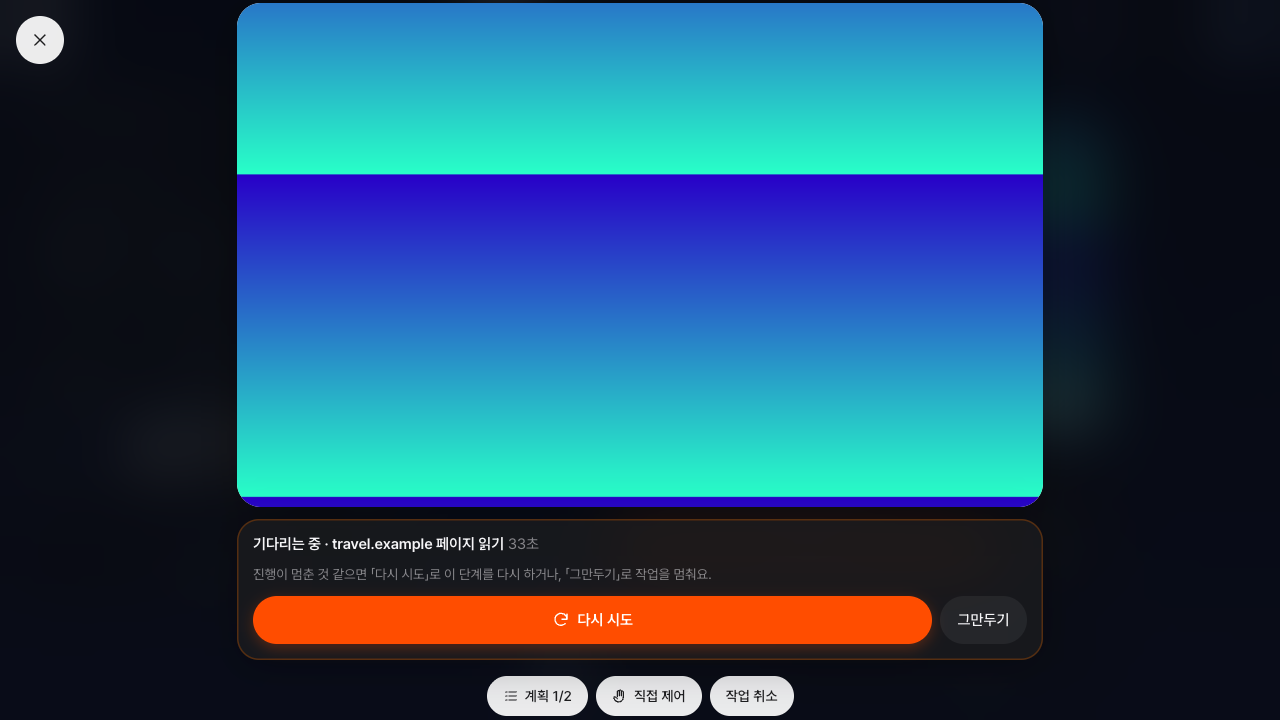 기다리는 중 · travel.example 페이지 읽기 33초
진행이 멈춘 것 같으면 「다시 시도」로 이 단계를 다시 하거나, 「그만두기」로 작업을 멈춰요.
다시 시도
그만두기
계획 1/2
직접 제어
작업 취소